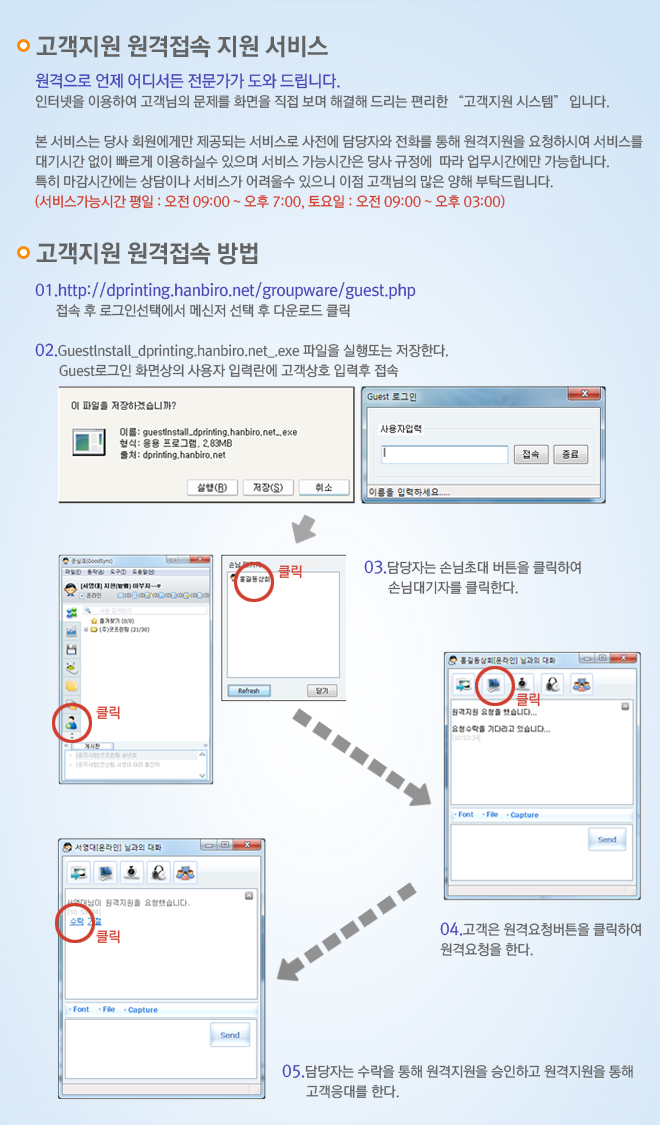 고객지원 원격접속 지원 서비스
원격으로 언제 어디서든 전문가가 도와 드립니다.
인터넷을 이용하여 고객님의 문제를 화면을 직접 보며 해결해 드리는 편리한 “고객지원 시스템” 입니다.
본 서비스는 당사 회원에게만 제공되는 서비스로 사전에 담당자와 전화를 통해 원격지원을 요청하시여 서비스를
대기시간 없이 빠르게 이용하실수 있으며 서비스 가능시간은 당사 규정에 따라 업무시간에만 가능합니다.
특히 마감시간에는 상담이나 서비스가 어려울수 있으니 이점 고객님의 많은 양해 부탁드립니다.
(서비스가능시간 평일 : 오전 09:00 ~ 오후 7:00, 토요일 : 오전 09:00 ~ 오후 03:00)
고객지원 원격접속 방법
01.http://dprinting.hanbiro.net/groupware/guest.php
접속 후 로그인선택에서 메신저 선택 후 다운로드 클릭
02.GuestInstall_dprinting.hanbiro.net_.exe 파일을 실행또는 저장한다.
Guest로그인 화면상의 사용자 입력란에 고객상호 입력후 접속
이 파일을 저장하겠습니까?
이름: guestInstall_dprinting.hanbiro.net_.exe
형식: 응용 프로그램, 2.83MB
출처: dprinting.hanbiro.net
실행(R) 저장(S) 취소
Guest 로그인
사용자입력
접속 종료
이름을 입력하세요.....
굿싱크(GoodSync)
파일(F) 동작(A) 도구(T) 도움말(H)
[서영대] 지원(방통) 마부지~~♥
온라인
즐겨찾기 (0/0)
(주)굿프린팅 (21/30)
클릭
게시판
손님 대기자
홍길동상회
클릭
Refresh 닫기
03.담당자는 손님초대 버튼을 클릭하여
손님대기자를 클릭한다.
홍길동상회[온라인] 님과의 대화
클릭
원격지원 요청을 했습니다...
요청수락을 기다리고 있습니다...
[10:53:24]
Font File Capture
Send
04.고객은 원격요청버튼을 클릭하여
원격요청을 한다.
서영대[온라인] 님과의 대화
서영대님이 원격지원을 요청했습니다.
수락 거절
클릭
Font File Capture
Send
05.담당자는 수락을 통해 원격지원을 승인하고 원격지원을 통해
고객응대를 한다.